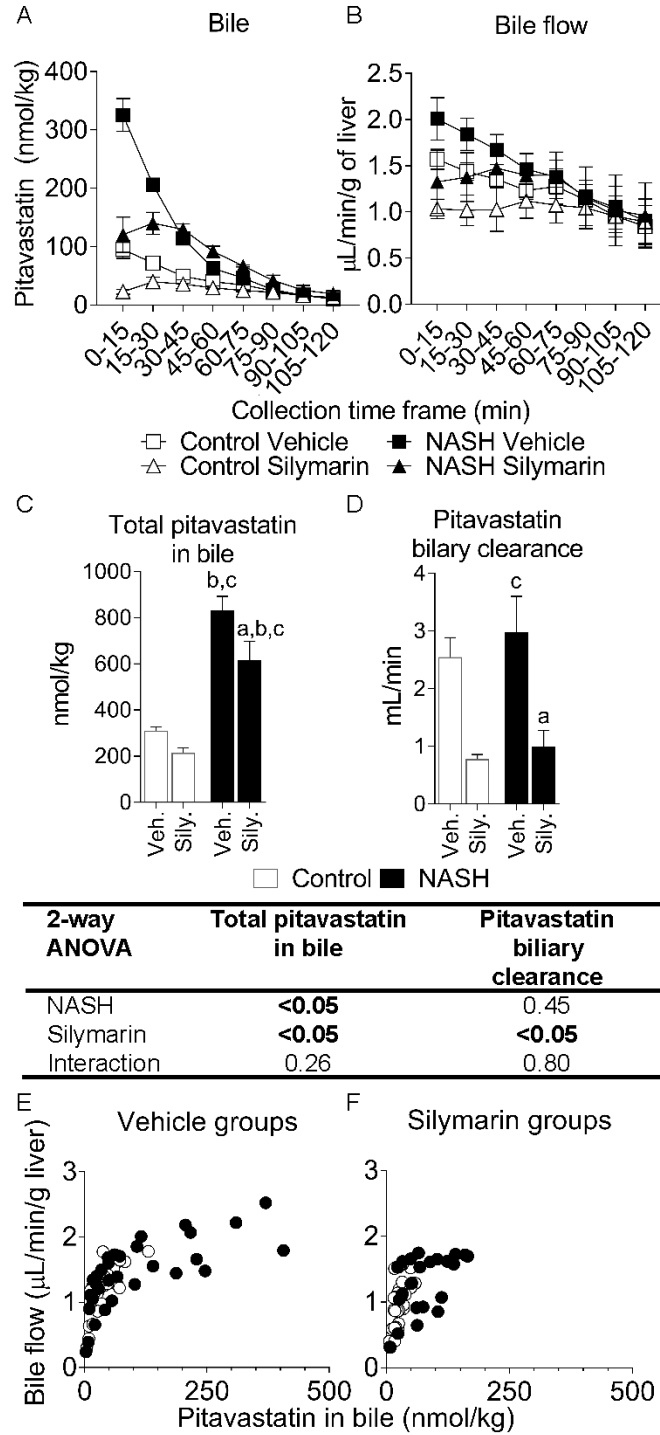 A
Bile
B
Bile flow
Pitavastatin (nmol/kg)
400
300
200
100
0
0-15
15-30
30-45
45-60
60-75
75-90
90-105
105-120
μL/min/g of liver
2.5
2.0
1.5
1.0
0.5
0.0
0-15
15-30
30-45
45-60
60-75
75-90
90-105
105-120
Collection time frame (min)
Control Vehicle
NASH Vehicle
Control Silymarin
NASH Silymarin
C
Total pitavastatin
in bile
nmol/kg
1000
800
600
400
200
0
b,c
a,b,c
Veh.
Sily.
Veh.
Sily.
D
Pitavastatin
bilary clearance
mL/min
4
3
2
1
0
c
a
Veh.
Sily.
Veh.
Sily.
Control NASH
2-way Total pitavastatin Pitavastatin
ANOVA in bile biliary
clearance
NASH <0.05 0.45
Silymarin <0.05 <0.05
Interaction 0.26 0.80
E
Vehicle groups
F
Silymarin groups
Bile flow (μL/min/g liver)
3
2
1
0
0
250
500
3
2
1
0
0
250
500
Pitavastatin in bile (nmol/kg)